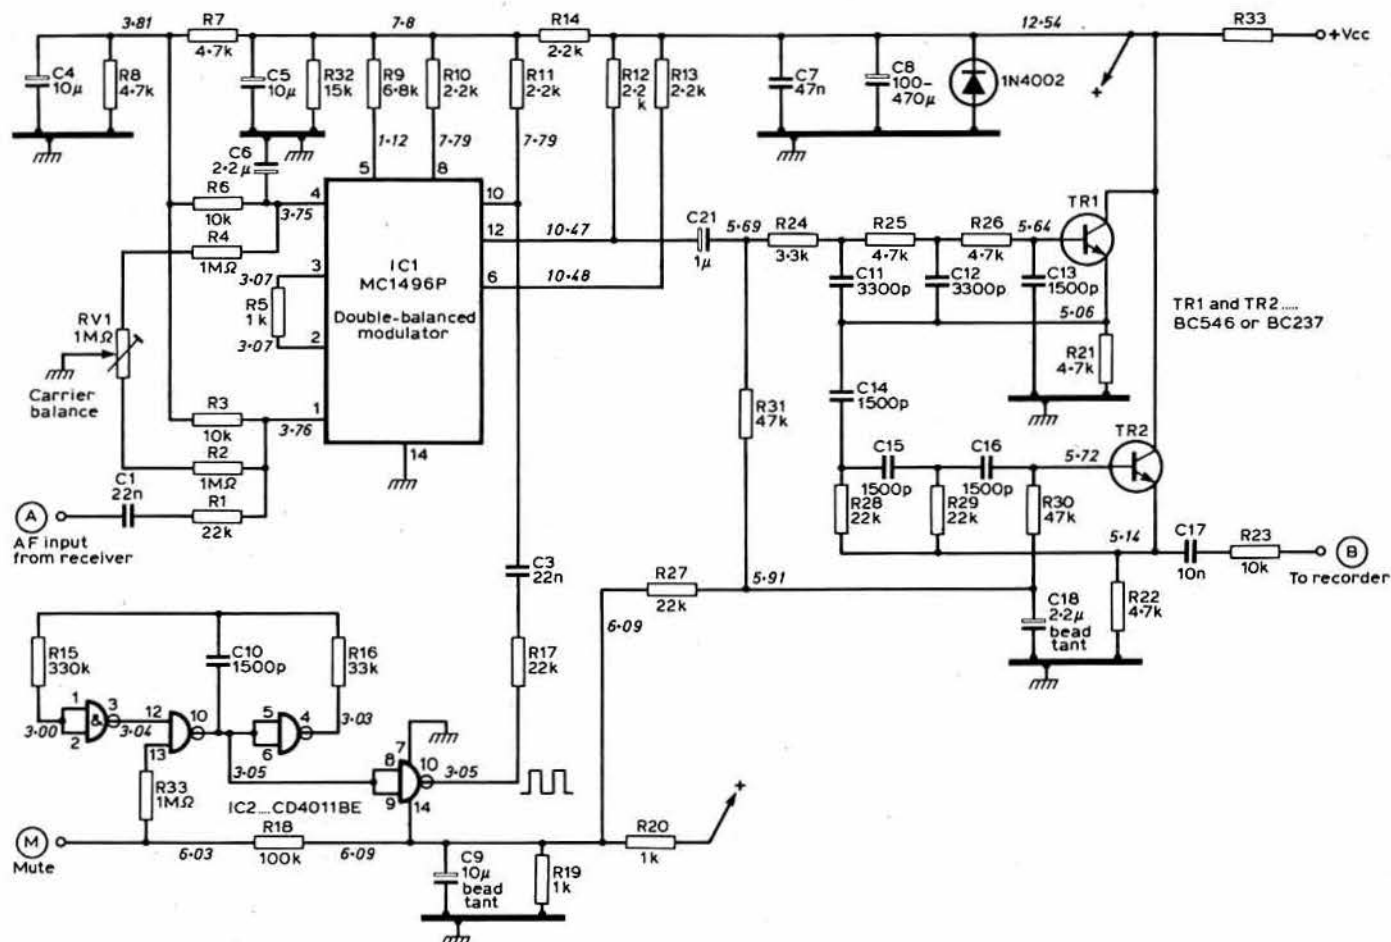 3·81
R7
4·7k
7·8
R14
2·2k
12·54
R33
+Vcc
C4
10µ
R8
4·7k
C5
10µ
R32
15k
R9
6·8k
R10
2·2k
R11
2·2k
R12
2·2
k
R13
2·2k
C7
47n
C8
100–
470µ
1N4002
+
1·12
7·79
7·79
C6
2·2µ
5
8
R6
10k
4
3·75
10
12
6
10·47
10·48
R4
1MΩ
3
3·07
R5
1k
3·07
2
IC1
MC1496P
Double-balanced
modulator
RV1
1MΩ
Carrier
balance
R3
10k
1
3·76
14
R2
1MΩ
C1
22n
R1
22k
A
AF input
from receiver
C21
1µ
5·69
R24
3·3k
R25
4·7k
R26
4·7k
5·64
TR1
C11
3300p
C12
3300p
C13
1500p
5·06
TR1 and TR2.....
BC546 or BC237
R21
4·7k
C14
1500p
R31
47k
TR2
C15
1500p
C16
1500p
5·72
R28
22k
R29
22k
R30
47k
5·14
C17
10n
R23
10k
B
To recorder
C3
22n
R27
22k
5·91
6·09
C18
2·2µ
bead
tant
R22
4·7k
R15
330k
C10
1500p
R16
33k
R17
22k
1
2
&
3
3·00
3·04
12
13
10
5
6
4
3·03
R33
1MΩ
3·05
7
8
9
10
14
3·05
IC2....CD4011BE
M
Mute
6·03
R18
100k
6·09
R20
1k
+
C9
10µ
bead
tant
R19
1k